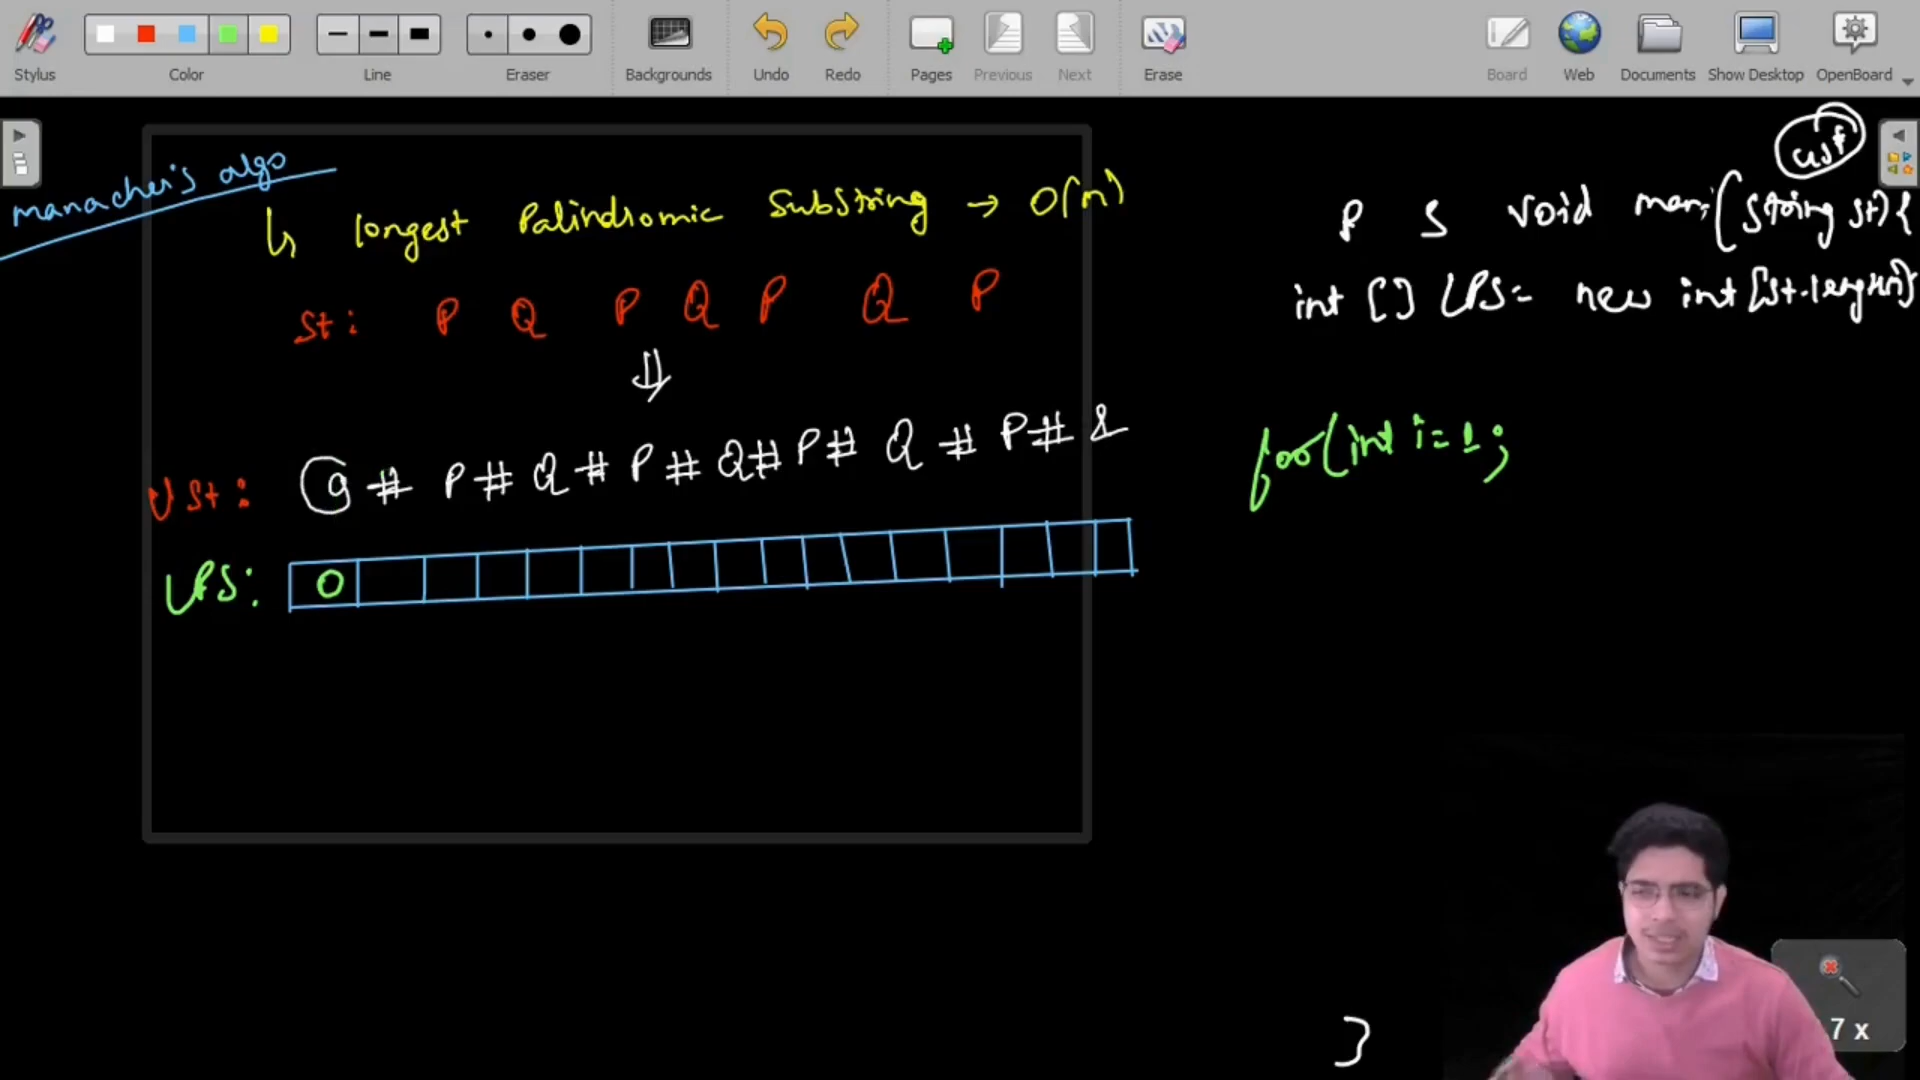 Stylus Color Line Eraser Backgrounds Undo Redo Pages Previous Next Erase Board Web Documents Show Desktop OpenBoard
manacher's algo
ust
↳ longest Palindromic Substring → O(n)
P S void man (String st){
int [] LPS = new int [st.length]
St: P Q P Q P Q P
⇓
for(int i=1;
USt: @ # P # Q # P # Q # P # Q # P # &
LPS: 0
}
7 x